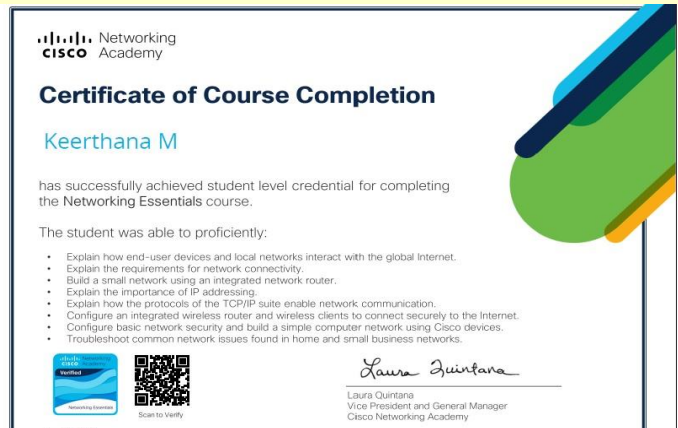 Networking
CISCO Academy
Certificate of Course Completion
Keerthana M
has successfully achieved student level credential for completing
the Networking Essentials course.
The student was able to proficiently:
• Explain how end-user devices and local networks interact with the global Internet.
• Explain the requirements for network connectivity.
• Build a small network using an integrated network router.
• Explain the importance of IP addressing.
• Explain how the protocols of the TCP/IP suite enable network communication.
• Configure an integrated wireless router and wireless clients to connect securely to the Internet.
• Configure basic network security and build a simple computer network using Cisco devices.
• Troubleshoot common network issues found in home and small business networks.
Networking
CISCO Academy
Verified
Networking Essentials
Scan to Verify
Laura Quintana
Laura Quintana
Vice President and General Manager
Cisco Networking Academy